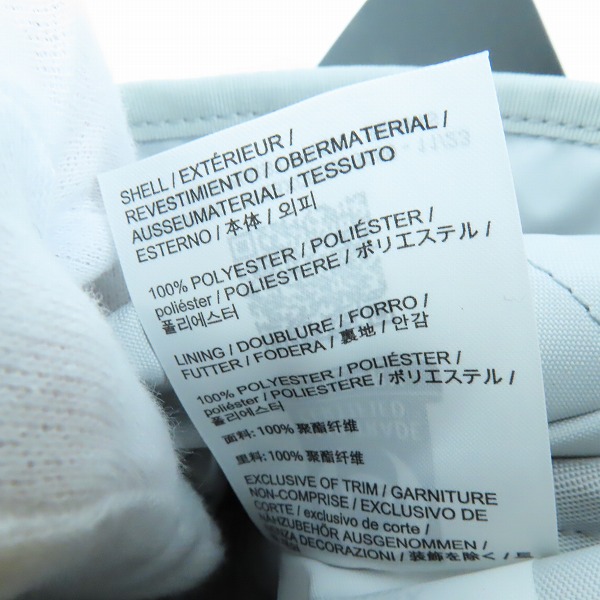 SHELL / EXTÉRIEUR /
REVESTIMIENTO / OBERMATERIAL /
AUSSEUMATERIAL / TESSUTO
ESTERNO / 本体 / 외피
100% POLYESTER / POLIÉSTER /
poliéster / POLIESTERE / ポリエステル /
폴리에스터
LINING / DOUBLURE / FORRO /
FUTTER / FODERA / 裏地 / 안감
100% POLYESTER / POLIÉSTER /
poliéster / POLIESTERE / ポリエステル /
폴리에스터
面料: 100% 聚酯纤维
里料: 100% 聚酯纤维
EXCLUSIVE OF TRIM / GARNITURE
NON-COMPRISE / EXCLUSIVO DE
CORTE / exclusivo de corte /
NÄNZUBEHÖR AUSGENOMMEN /
SENZA DECORAZIONI / 装飾を除く /